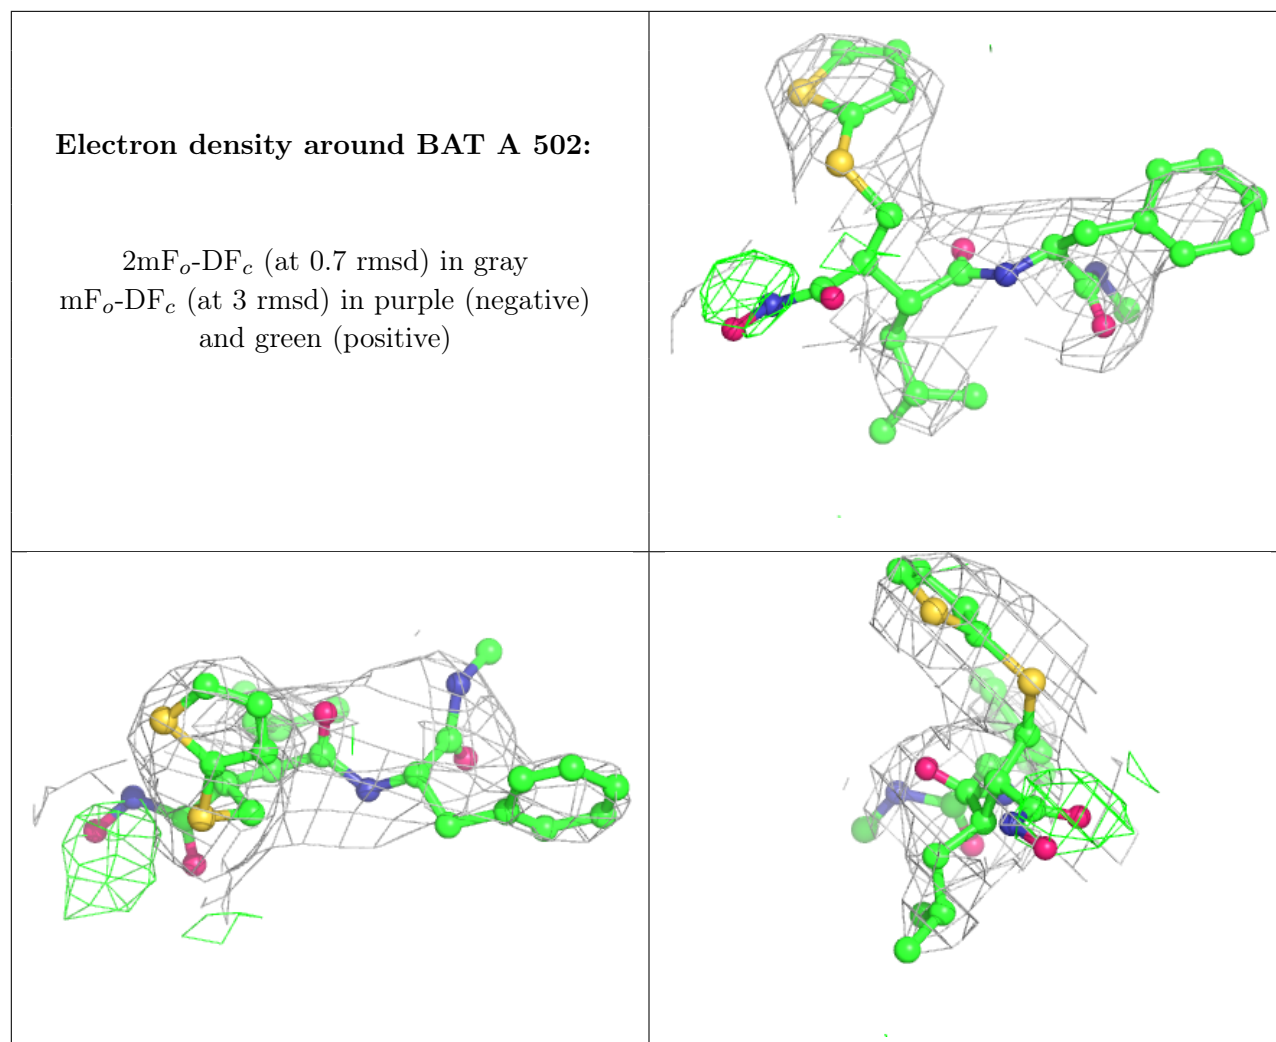 Electron density around BAT A 502:
2mFₒ-DF𝒸 (at 0.7 rmsd) in gray
mFₒ-DF𝒸 (at 3 rmsd) in purple (negative)
and green (positive)